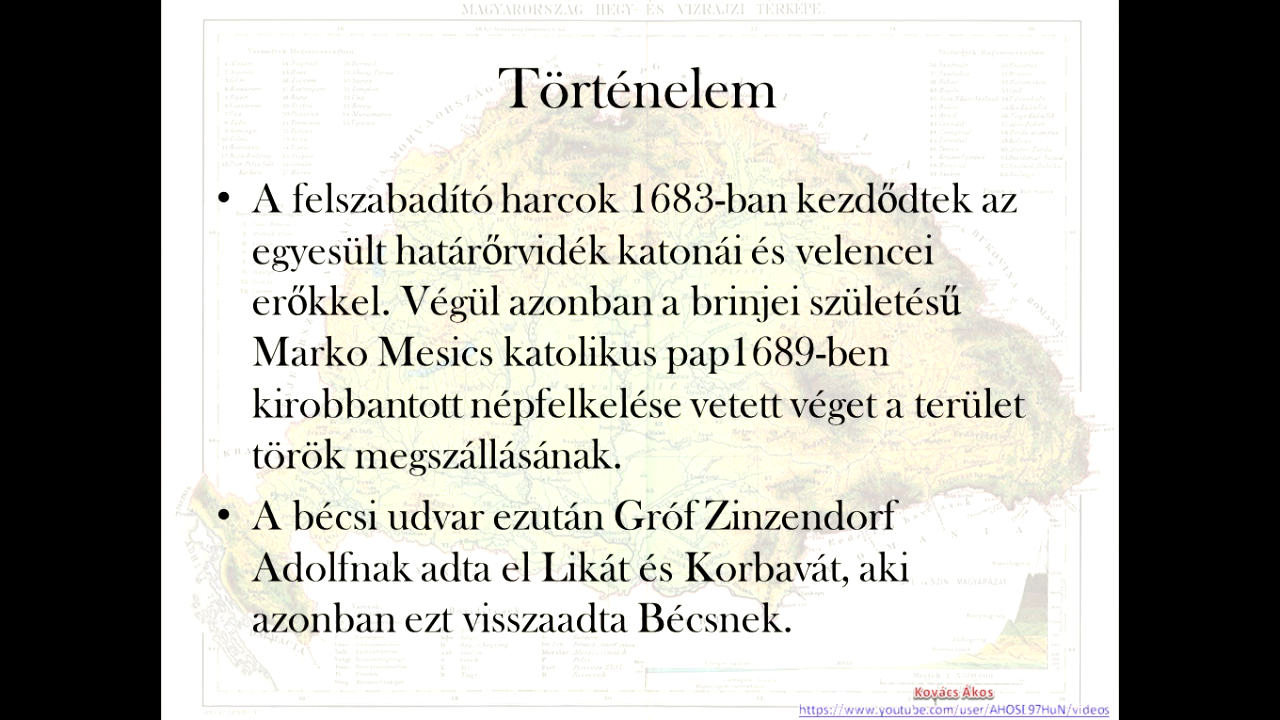 MAGYARORSZÁG HEGY- ÉS VIZRAJZI TÉRKÉPE.
Történelem
• A felszabadító harcok 1683-ban kezdődtek az
egyesült határőrvidék katonái és velencei
erőkkel. Végül azonban a brinjei születésű
Marko Mesics katolikus pap1689-ben
kirobbantott népfelkelése vetett véget a terület
török megszállásának.
• A bécsi udvar ezután Gróf Zinzendorf
Adolfnak adta el Likát és Korbavát, aki
azonban ezt visszaadta Bécsnek.
Kovács Ákos
https://www.youtube.com/user/AHOSI97HuN/videos